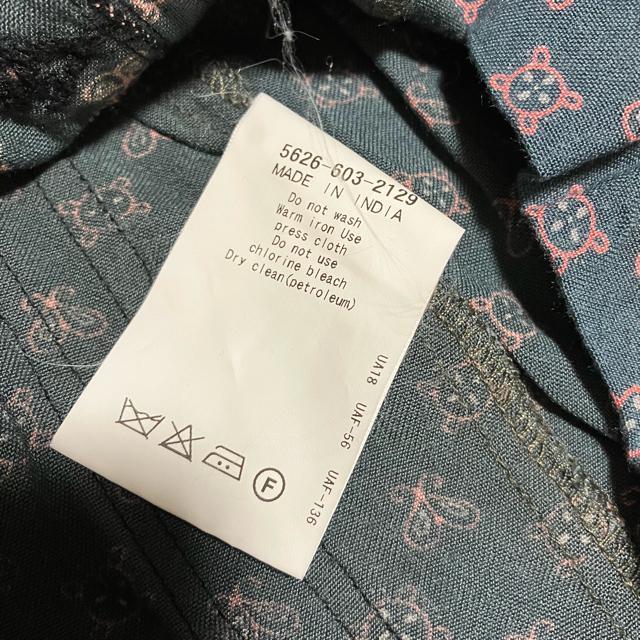 5626-603-2129
MADE IN INDIA
Do not wash
Warm iron Use
press cloth
Do not use
chlorine bleach
Dry clean(petroleum)
UA18 UAF-56 UAF-136
F